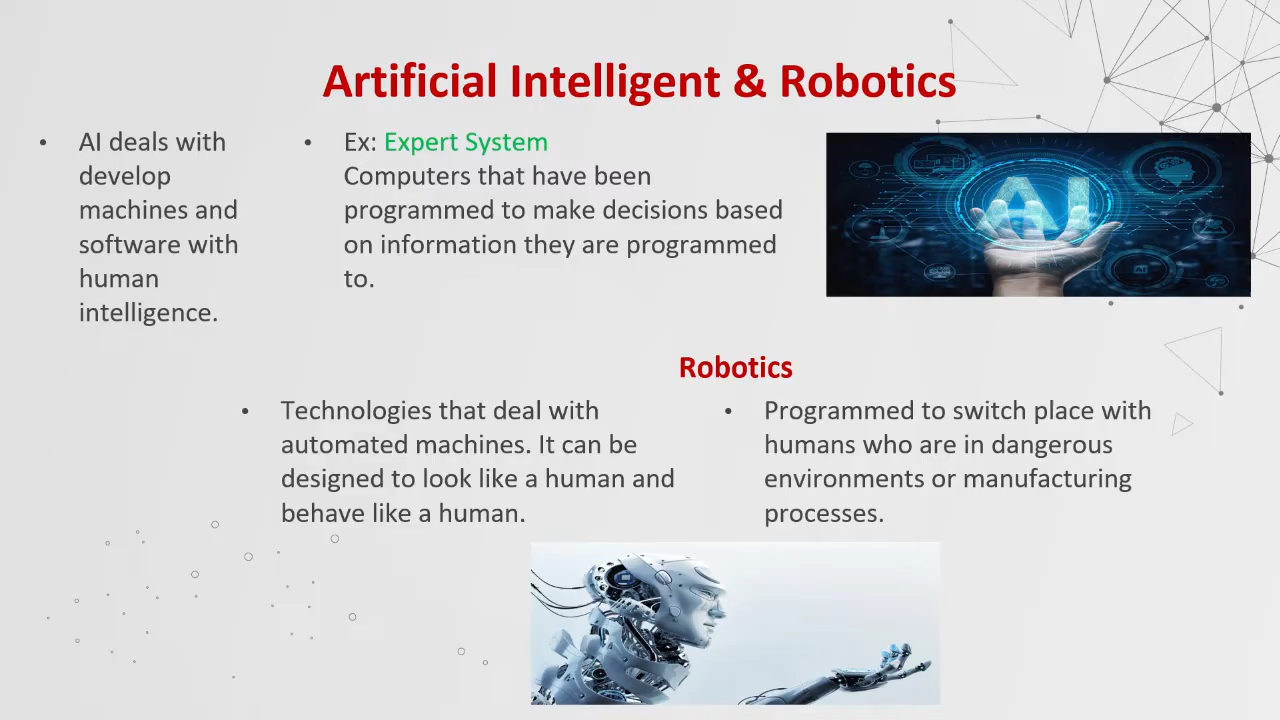 Artificial Intelligent & Robotics
• AI deals with
develop
machines and
software with
human
intelligence.
• Ex: Expert System
Computers that have been
programmed to make decisions based
on information they are programmed
to.
AI
AI
Robotics
• Technologies that deal with
automated machines. It can be
designed to look like a human and
behave like a human.
• Programmed to switch place with
humans who are in dangerous
environments or manufacturing
processes.